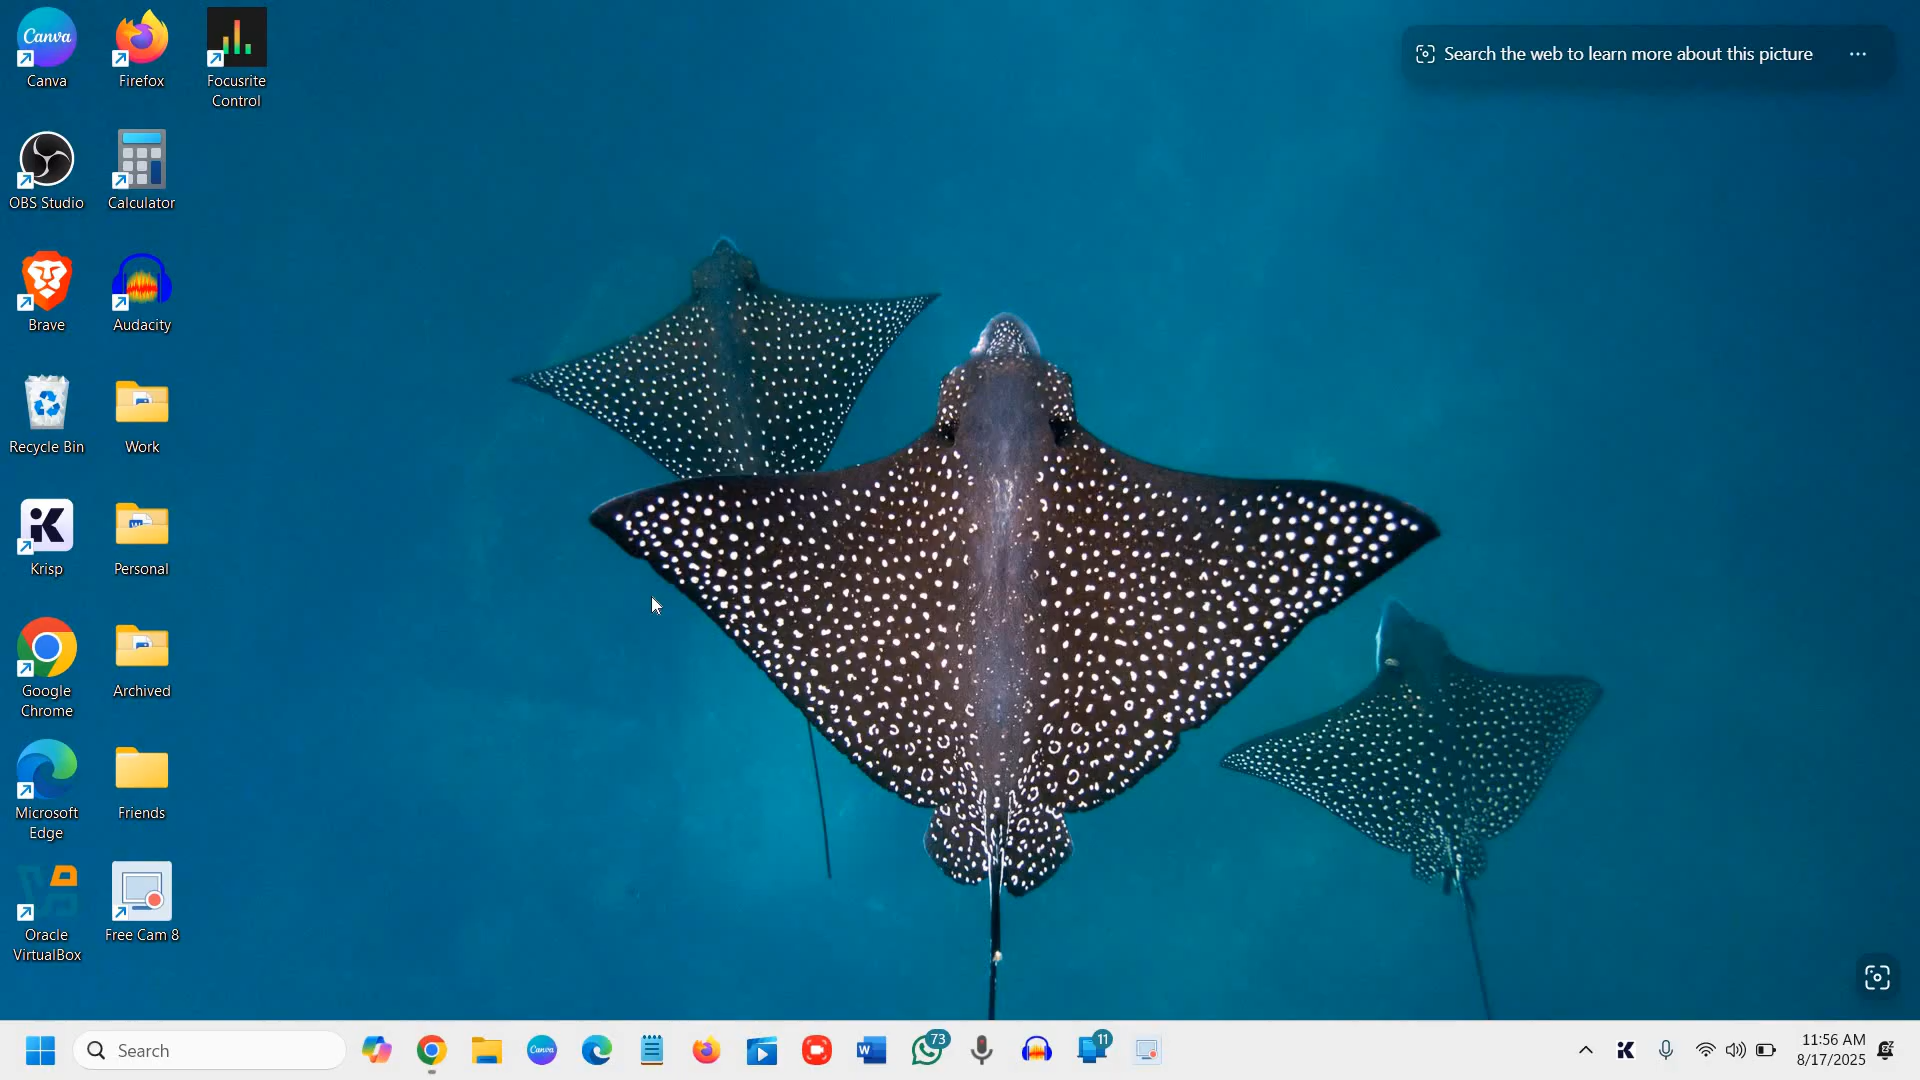 Canva
Canva
Firefox
Focusrite
Control
Search the web to learn more about this picture
OBS Studio
Calculator
Brave
Audacity
Recycle Bin
Work
Krisp
Personal
Google
Chrome
Archived
Microsoft
Edge
Friends
Oracle
VirtualBox
Free Cam 8
Search
Canva
73
11
11:56 AM
8/17/2025